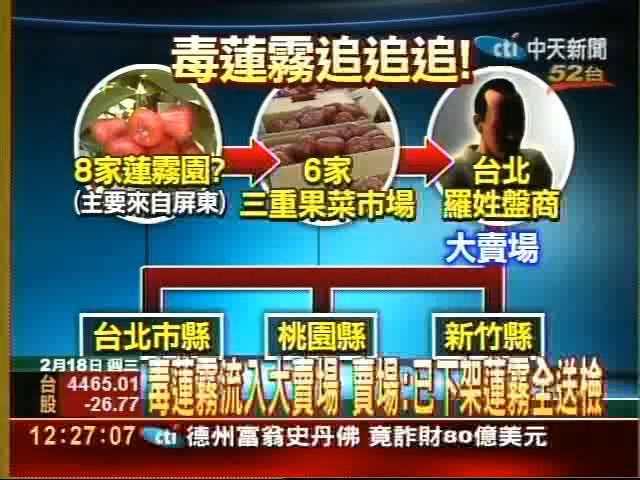 毒蓮霧追追追!
cti 中天新聞
52台
8家蓮霧園?
(主要來自屏東)
6家
三重果菜市場
台北
羅姓盤商
大賣場
台北市縣
桃園縣
新竹縣
2月18日 週三
台股 4465.01
-26.77
毒蓮霧流入大賣場 賣場:已下架蓮霧全送檢
12:27:07 cti 德州富翁史丹佛 竟詐財80億美元